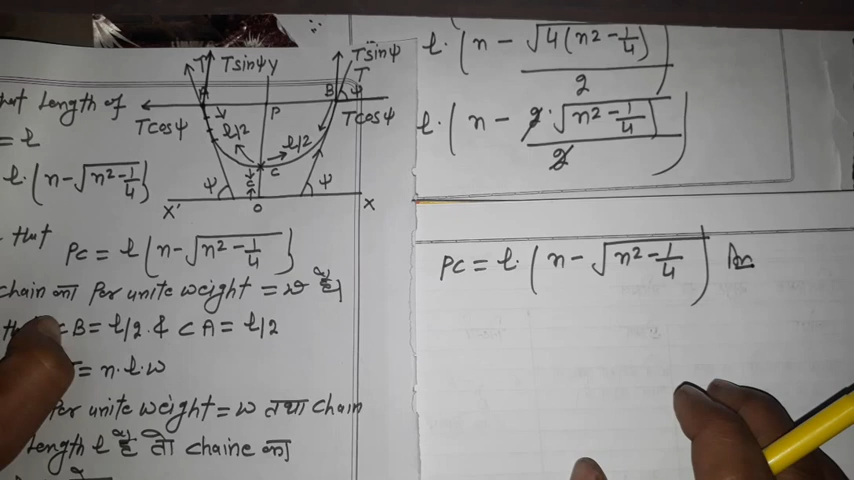 T Tsinψ y Tsinψ
T
A P B ψ
Tcosψ l/2 l/2 Tcosψ
C
ψ ψ
X' O X
Length of
= l
l·(n-√n²-1/4)
that
PC = l(n-√n²-1/4)
chain का Per unite weight = w है।
CB = l/2 & CA = l/2
= n·l·w
Per unite weight = w तथा chain
length l है तो chaine का
l·(n - √4(n²-1/4) / 2)
l·(n - 2·√n²-1/4 / 2)
PC = l·(n - √n²-1/4) An